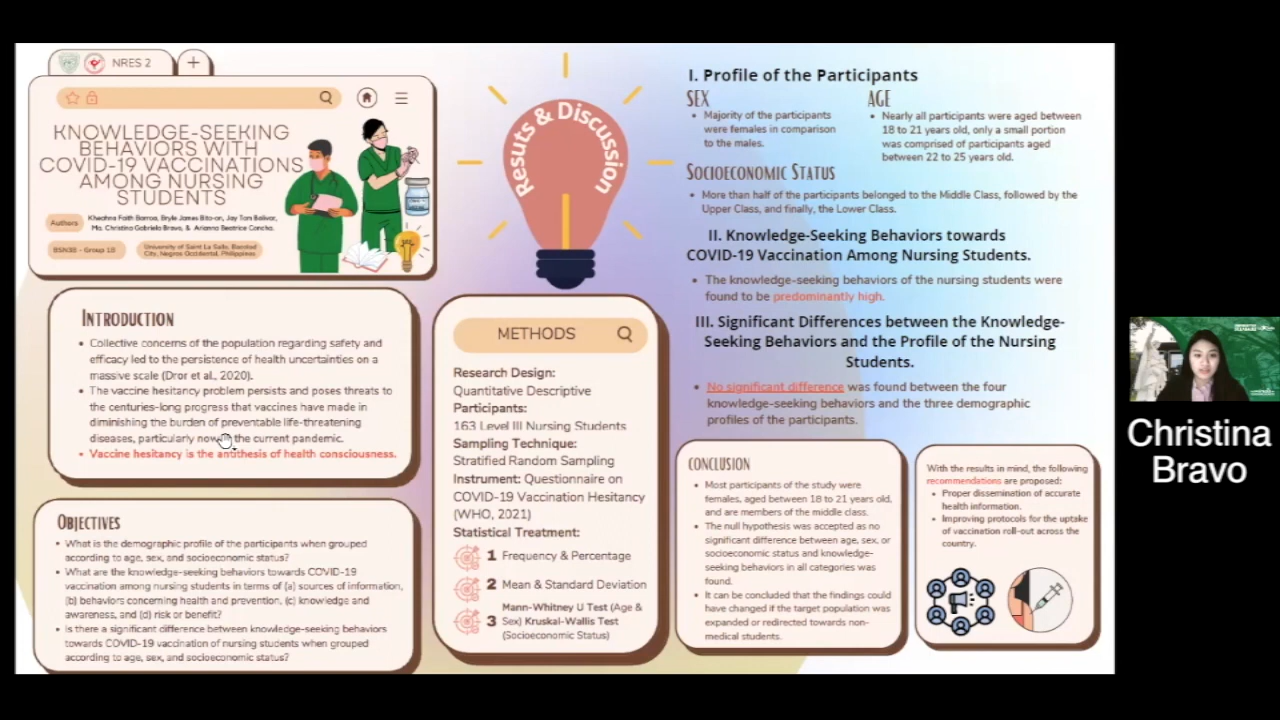 NRES 2
+
KNOWLEDGE-SEEKING
BEHAVIORS WITH
COVID-19 VACCINATIONS
AMONG NURSING
STUDENTS
Authors
Kheahna Faith Barroa, Bryle James Bito-on, Jay Tom Bolivar,
Ma. Christina Gabriela Bravo, & Arianna Beatrice Concha.
BSN3B - Group 1B
University of Saint La Salle, Bacolod
City, Negros Occidental, Philippines
INTRODUCTION
• Collective concerns of the population regarding safety and
efficacy led to the persistence of health uncertainties on a
massive scale (Dror et al., 2020).
• The vaccine hesitancy problem persists and poses threats to
the centuries-long progress that vaccines have made in
diminishing the burden of preventable life-threatening
diseases, particularly now in the current pandemic.
• Vaccine hesitancy is the antithesis of health consciousness.
OBJECTIVES
• What is the demographic profile of the participants when grouped
according to age, sex, and socioeconomic status?
• What are the knowledge-seeking behaviors towards COVID-19
vaccination among nursing students in terms of (a) sources of information,
(b) behaviors concerning health and prevention, (c) knowledge and
awareness, and (d) risk or benefit?
• Is there a significant difference between knowledge-seeking behaviors
towards COVID-19 vaccination of nursing students when grouped
according to age, sex, and socioeconomic status?
Resuts & Discussion
METHODS
Research Design:
Quantitative Descriptive
Participants:
163 Level III Nursing Students
Sampling Technique:
Stratified Random Sampling
Instrument: Questionnaire on
COVID-19 Vaccination Hesitancy
(WHO, 2021)
Statistical Treatment:
1 Frequency & Percentage
2 Mean & Standard Deviation
3 Mann-Whitney U Test (Age &
Sex) Kruskal-Wallis Test
(Socioeconomic Status)
I. Profile of the Participants
SEX
• Majority of the participants
were females in comparison
to the males.
AGE
• Nearly all participants were aged between
18 to 21 years old, only a small portion
was comprised of participants aged
between 22 to 25 years old.
SOCIOECONOMIC STATUS
• More than half of the participants belonged to the Middle Class, followed by the
Upper Class, and finally, the Lower Class.
II. Knowledge-Seeking Behaviors towards
COVID-19 Vaccination Among Nursing Students.
• The knowledge-seeking behaviors of the nursing students were
found to be predominantly high.
III. Significant Differences between the Knowledge-
Seeking Behaviors and the Profile of the Nursing
Students.
• No significant difference was found between the four
knowledge-seeking behaviors and the three demographic
profiles of the participants.
CONCLUSION
• Most participants of the study were
females, aged between 18 to 21 years old,
and are members of the middle class.
• The null hypothesis was accepted as no
significant difference between age, sex, or
socioeconomic status and knowledge-
seeking behaviors in all categories was
found.
• It can be concluded that the findings could
have changed if the target population was
expanded or redirected towards non-
medical students.
With the results in mind, the following
recommendations are proposed:
• Proper dissemination of accurate
health information.
• Improving protocols for the uptake
of vaccination roll-out across the
country.
Christina
Bravo